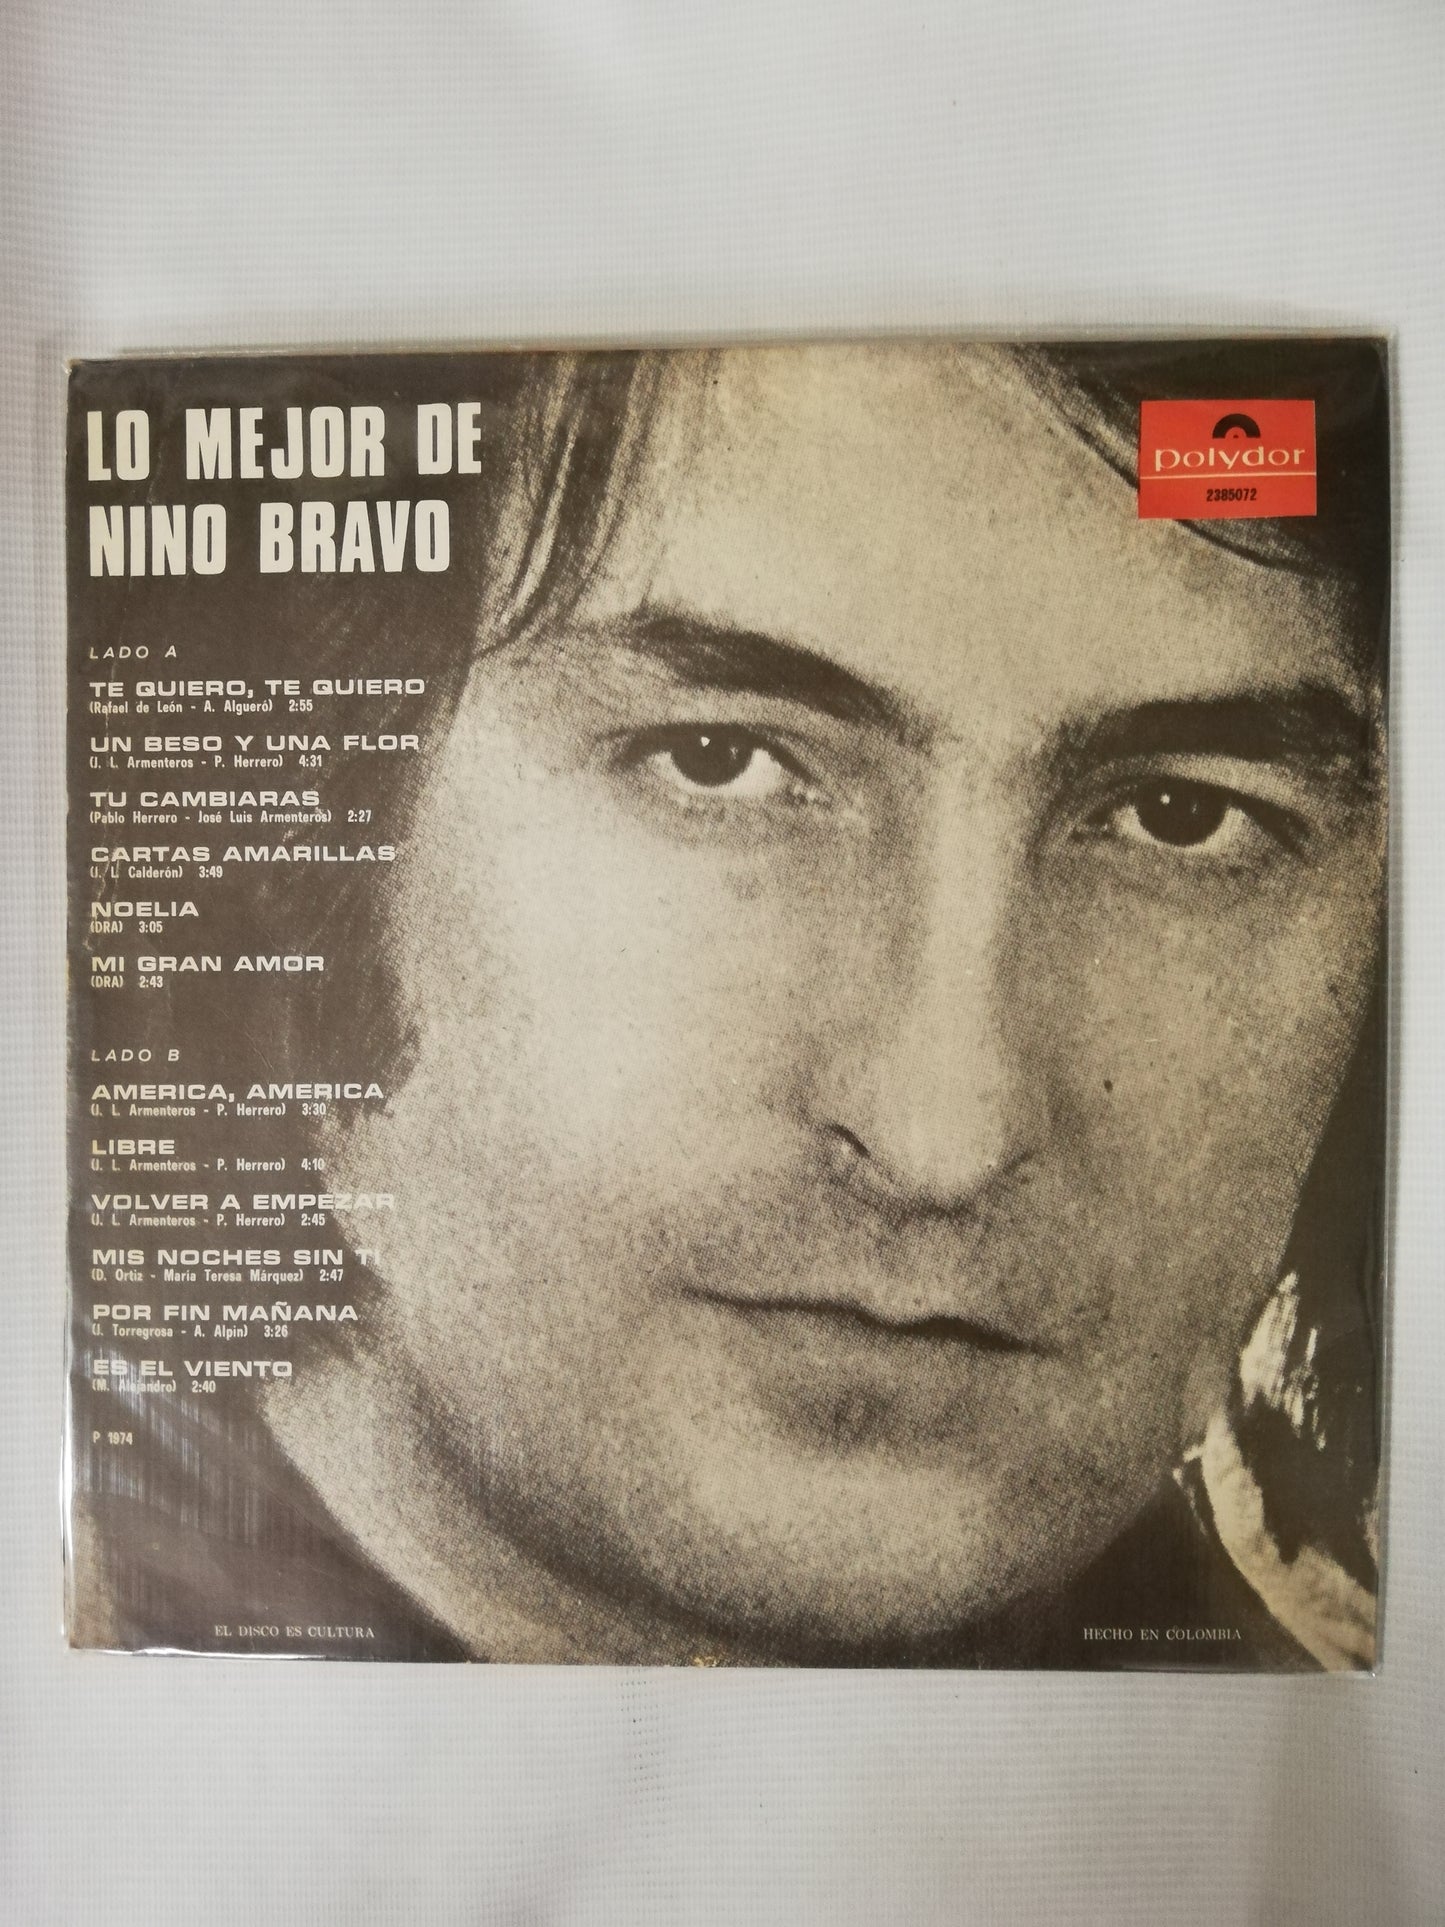 LO MEJOR DE
NINO BRAVO
polydor
2385072
LADO A
TE QUIERO, TE QUIERO
(Rafael de León - A. Algueró) 2:55
UN BESO Y UNA FLOR
(J. L. Armenteros - P. Herrero) 4:31
TU CAMBIARAS
(Pablo Herrero - José Luis Armenteros) 2:27
CARTAS AMARILLAS
(J. L. Calderón) 3:49
NOELIA
(DRA) 3:05
MI GRAN AMOR
(DRA) 2:43
LADO B
AMERICA, AMERICA
(J. L. Armenteros - P. Herrero) 3:30
LIBRE
(J. L. Armenteros - P. Herrero) 4:10
VOLVER A EMPEZAR
(J. L. Armenteros - P. Herrero) 2:45
MIS NOCHES SIN TI
(D. Ortiz - María Teresa Márquez) 2:47
POR FIN MAÑANA
(J. Torregrosa - A. Alpin) 3:26
ES EL VIENTO
(M. Alejandro) 2:40
P 1974
EL DISCO ES CULTURA
HECHO EN COLOMBIA